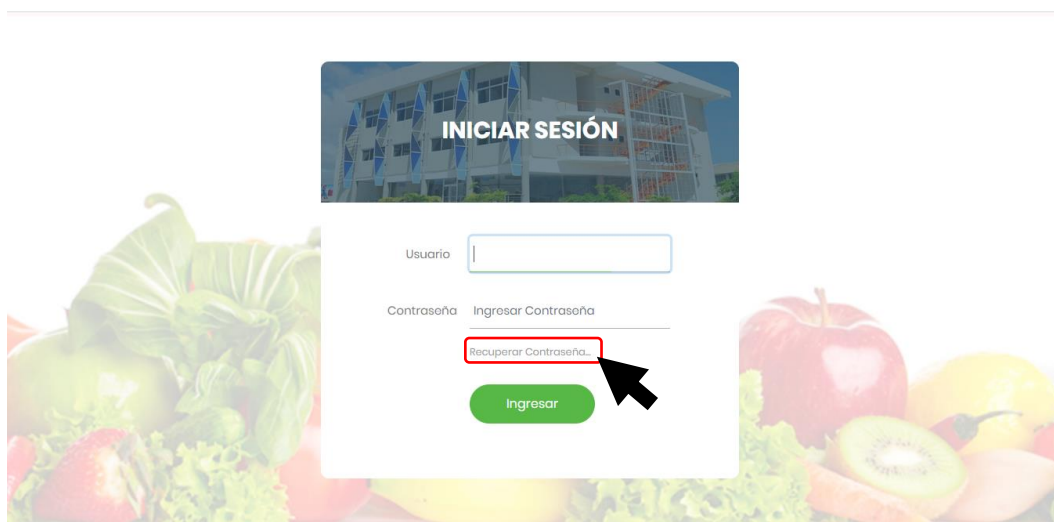 INICIAR SESIÓN
Usuario
Contraseña Ingresar Contraseña
Recuperar Contraseña...
Ingresar